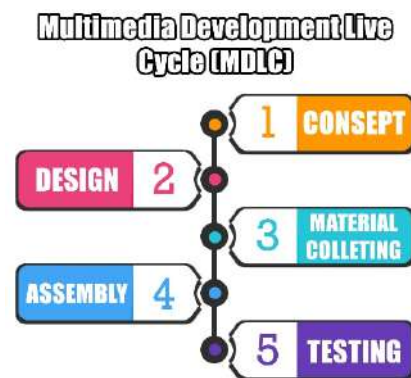 Multimedia Development Live
Cycle (MDLC)
1 CONSEPT
DESIGN 2
3 MATERIAL
COLLETING
ASSEMBLY 4
5 TESTING